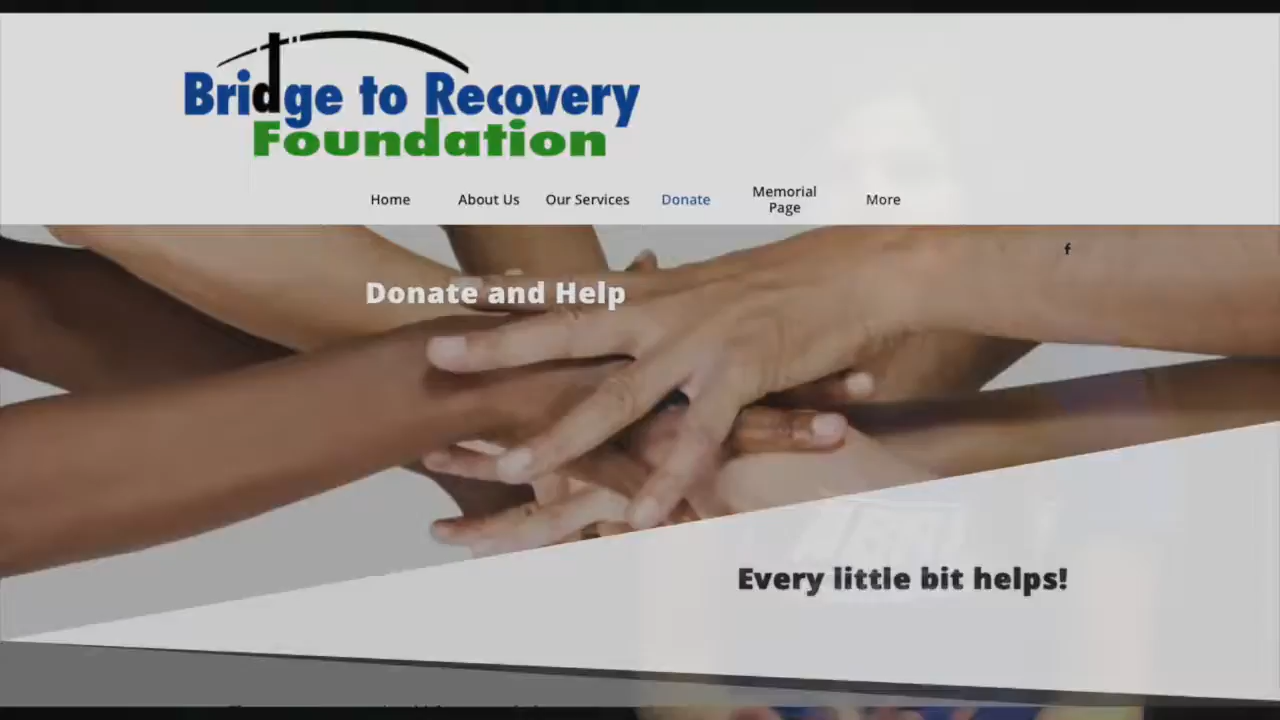 Bridge to Recovery
Foundation
Home
About Us
Our Services
Donate
Memorial
Page
More
f
Donate and Help
Every little bit helps!